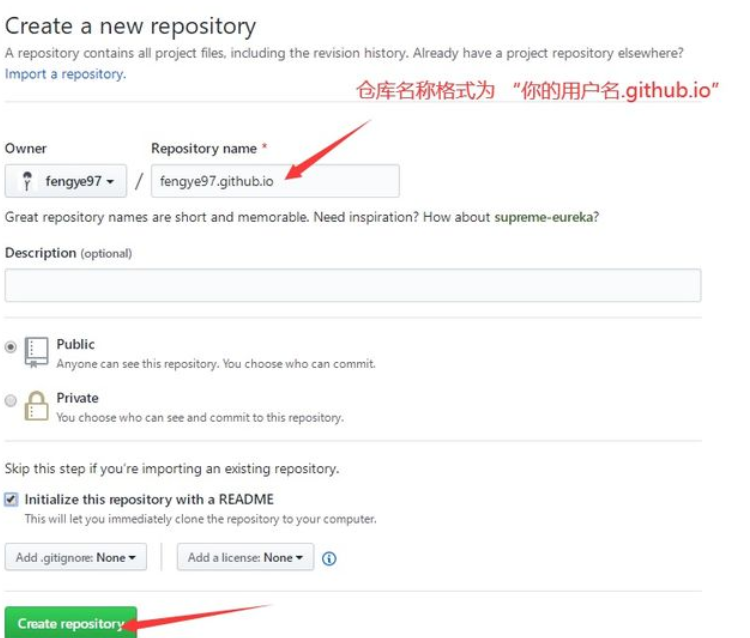 Create a new repository
A repository contains all project files, including the revision history. Already have a project repository elsewhere?
Import a repository.
仓库名称格式为 “你的用户名.github.io”
Owner
Repository name *
fengye97
/
fengye97.github.io
Great repository names are short and memorable. Need inspiration? How about supreme-eureka?
Description (optional)
Public
Anyone can see this repository. You choose who can commit.
Private
You choose who can see and commit to this repository.
Skip this step if you're importing an existing repository.
Initialize this repository with a README
This will let you immediately clone the repository to your computer.
Add .gitignore: None
Add a license: None
Create repository